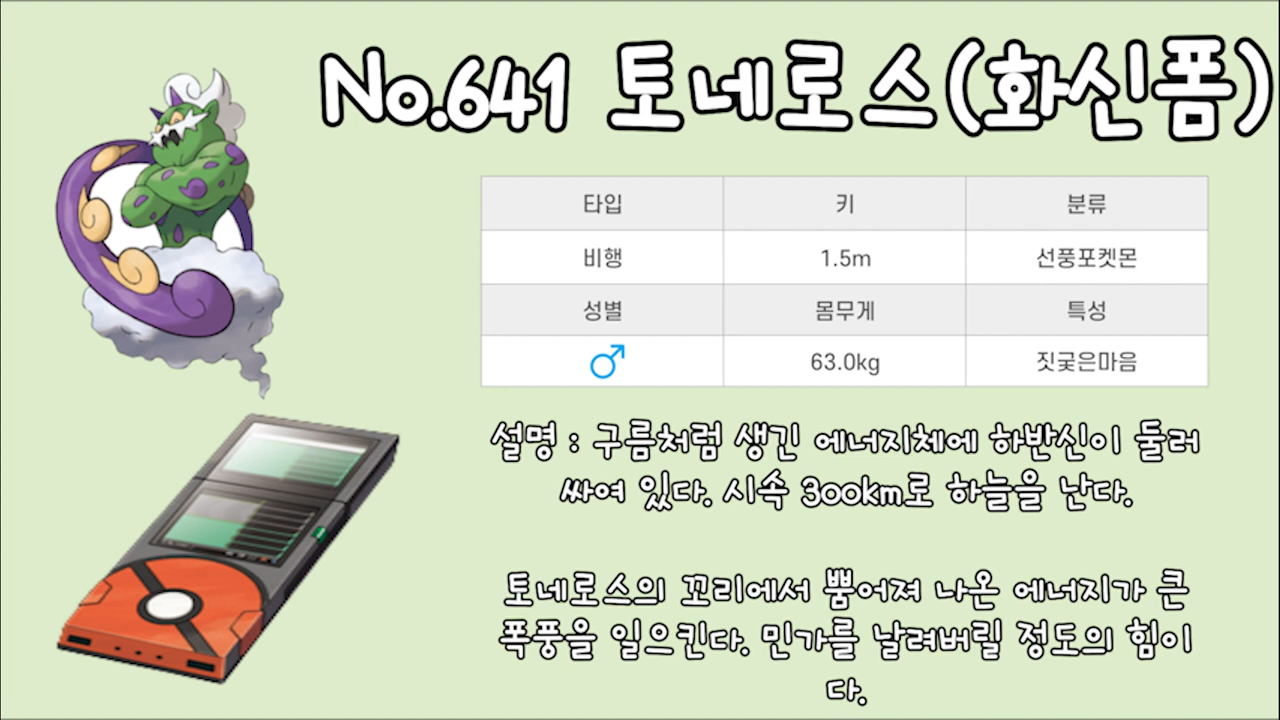 No.641 토네로스(화신폼)
타입 키 분류
비행 1.5m 선풍포켓몬
성별 몸무게 특성
♂ 63.0kg 짓궂은마음
설명 : 구름처럼 생긴 에너지체에 하반신이 둘러
싸여 있다. 시속 300km로 하늘을 난다.
토네로스의 꼬리에서 뿜어져 나온 에너지가 큰
폭풍을 일으킨다. 민가를 날려버릴 정도의 힘이
다.